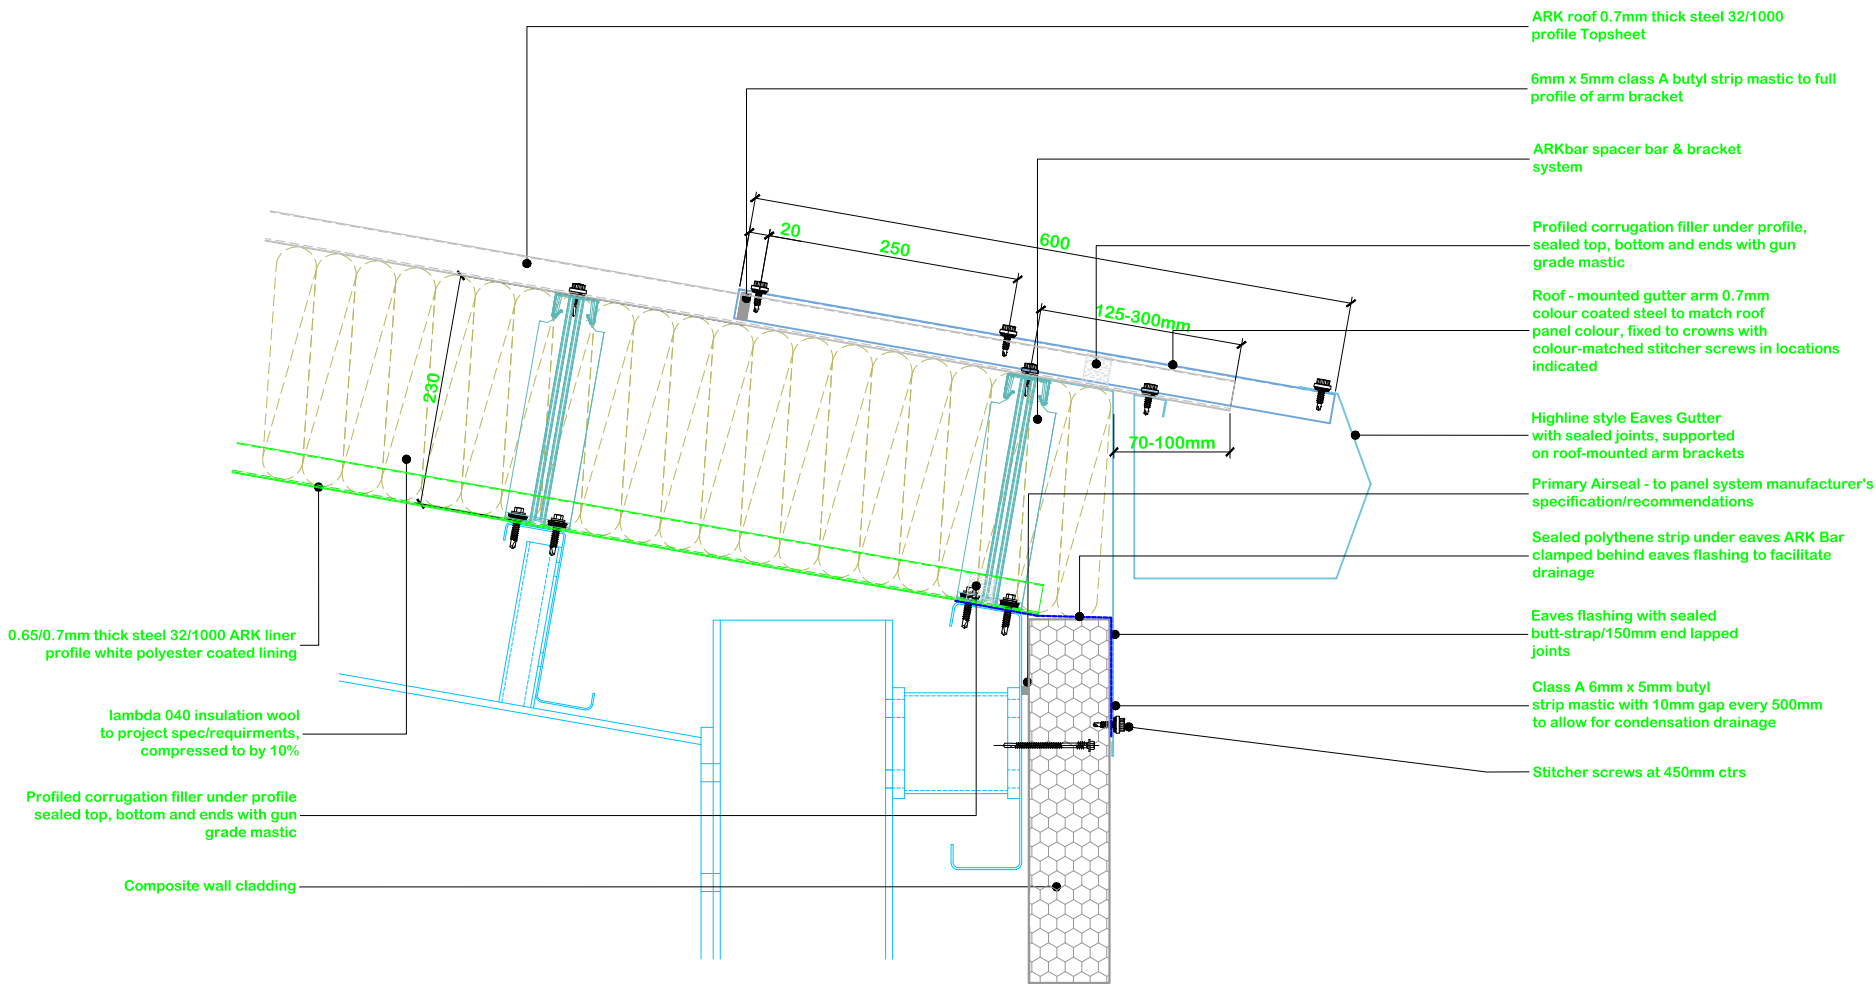 ARK roof 0.7mm thick steel 32/1000
profile Topsheet
6mm x 5mm class A butyl strip mastic to full
profile of arm bracket
ARKbar spacer bar & bracket
system
Profiled corrugation filler under profile,
sealed top, bottom and ends with gun
grade mastic
Roof - mounted gutter arm 0.7mm
colour coated steel to match roof
panel colour, fixed to crowns with
colour-matched stitcher screws in locations
indicated
Highline style Eaves Gutter
with sealed joints, supported
on roof-mounted arm brackets
Primary Airseal - to panel system manufacturer's
specification/recommendations
Sealed polythene strip under eaves ARK Bar
clamped behind eaves flashing to facilitate
drainage
Eaves flashing with sealed
butt-strap/150mm end lapped
joints
Class A 6mm x 5mm butyl
strip mastic with 10mm gap every 500mm
to allow for condensation drainage
Stitcher screws at 450mm ctrs
20
250
600
125-300mm
230
70-100mm
0.65/0.7mm thick steel 32/1000 ARK liner
profile white polyester coated lining
lambda 040 insulation wool
to project spec/requirments,
compressed to by 10%
Profiled corrugation filler under profile
sealed top, bottom and ends with gun
grade mastic
Composite wall cladding